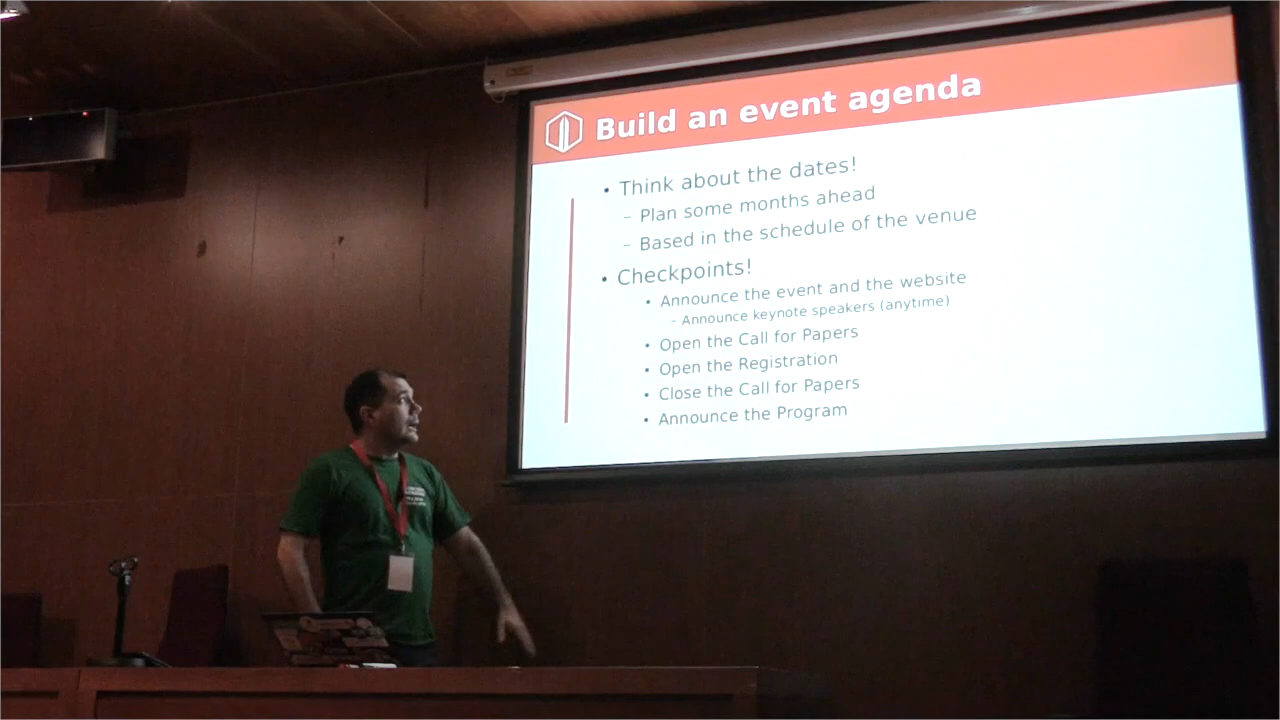 Build an event agenda
• Think about the dates!
– Plan some months ahead
– Based in the schedule of the venue
• Checkpoints!
• Announce the event and the website
– Announce keynote speakers (anytime)
• Open the Call for Papers
• Open the Registration
• Close the Call for Papers
• Announce the Program